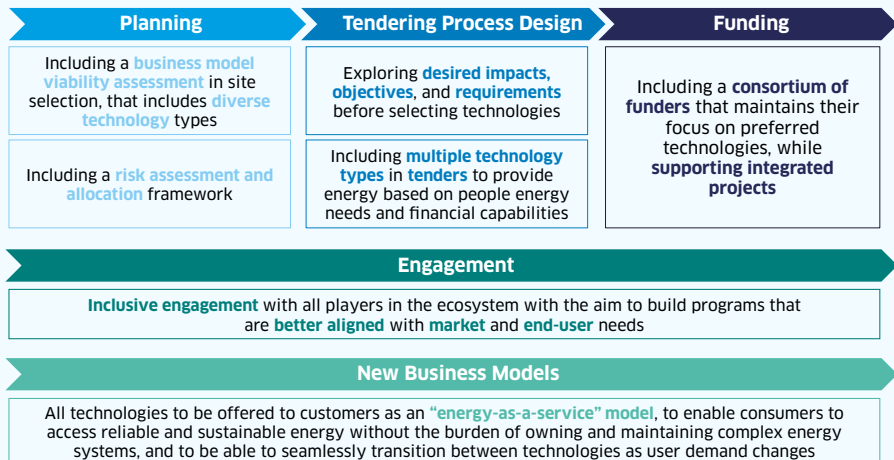 Planning
Tendering Process Design
Funding
Including a business model
viability assessment in site
selection, that includes diverse
technology types
Including a risk assessment and
allocation framework
Exploring desired impacts,
objectives, and requirements
before selecting technologies
Including multiple technology
types in tenders to provide
energy based on people energy
needs and financial capabilities
Including a consortium of
funders that maintains their
focus on preferred
technologies, while
supporting integrated
projects
Engagement
Inclusive engagement with all players in the ecosystem with the aim to build programs that
are better aligned with market and end-user needs
New Business Models
All technologies to be offered to customers as an “energy-as-a-service” model, to enable consumers to
access reliable and sustainable energy without the burden of owning and maintaining complex energy
systems, and to be able to seamlessly transition between technologies as user demand changes